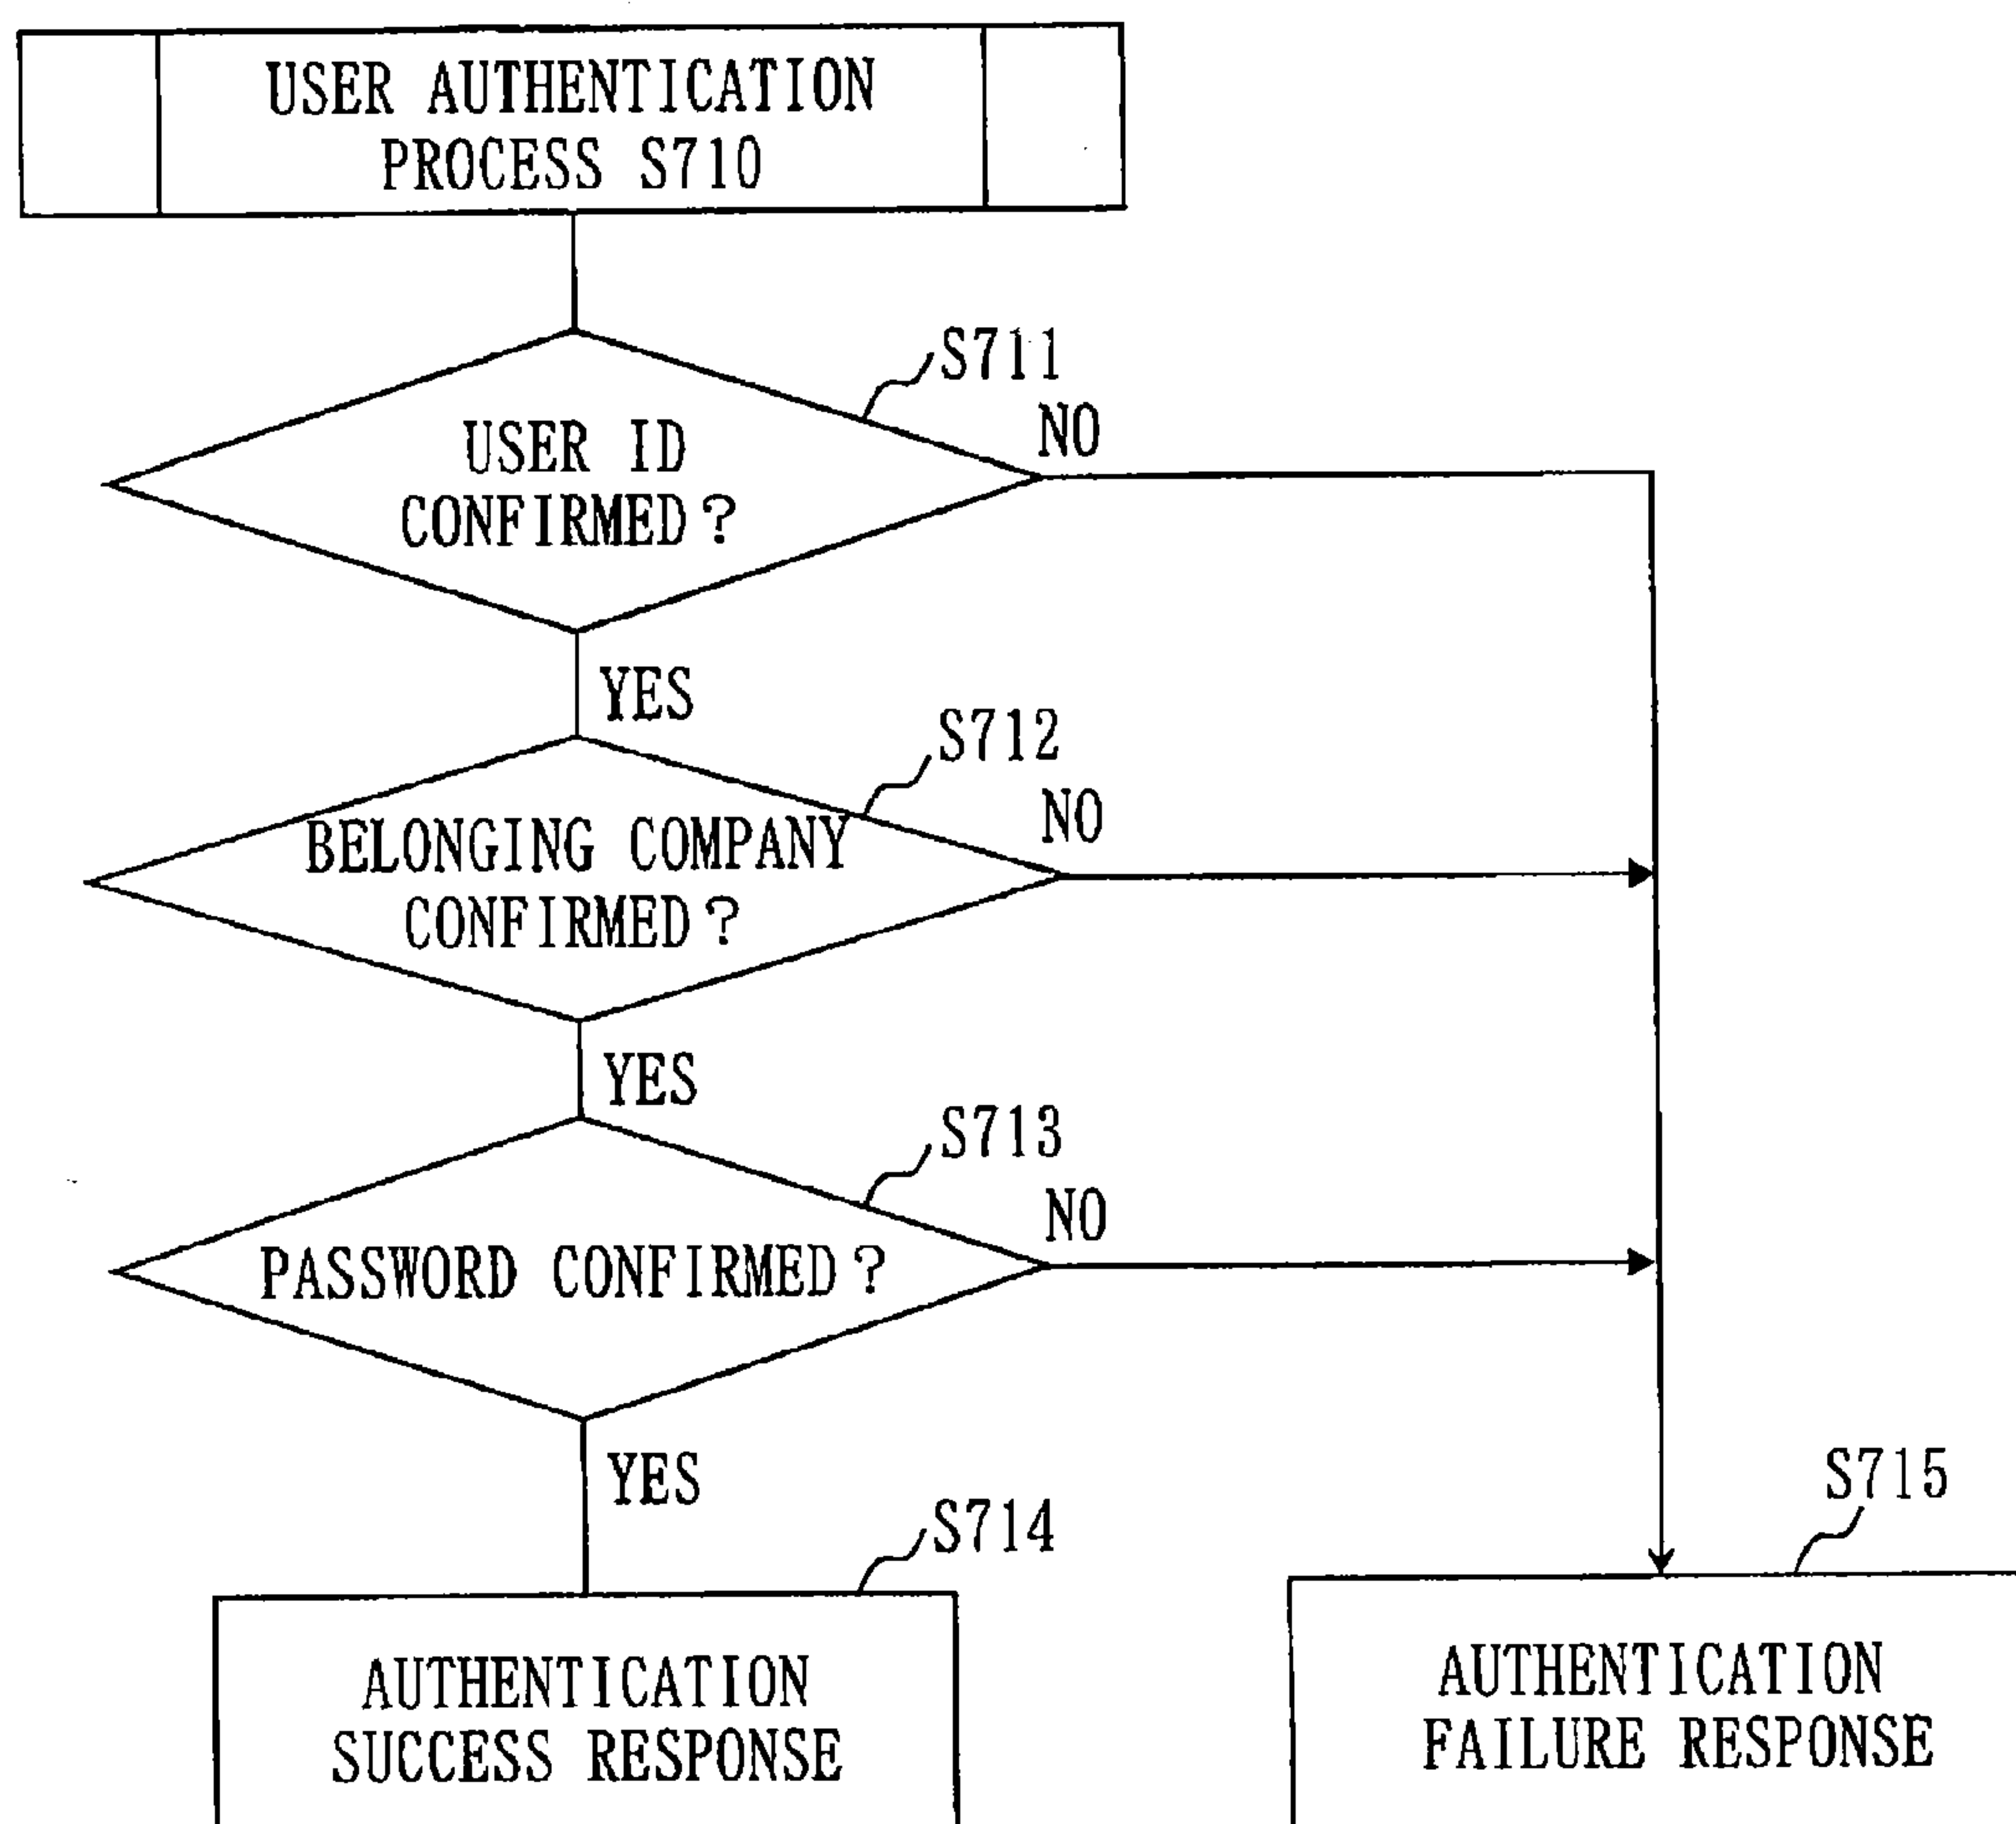 USER AUTHENTICATION
PROCESS S710
S711
NO
USER ID
CONFIRMED?
YES
S712
NO
BELONGING COMPANY
CONFIRMED?
YES
S713
NO
PASSWORD CONFIRMED?
YES
S714
S715
AUTHENTICATION
SUCCESS RESPONSE
AUTHENTICATION
FAILURE RESPONSE